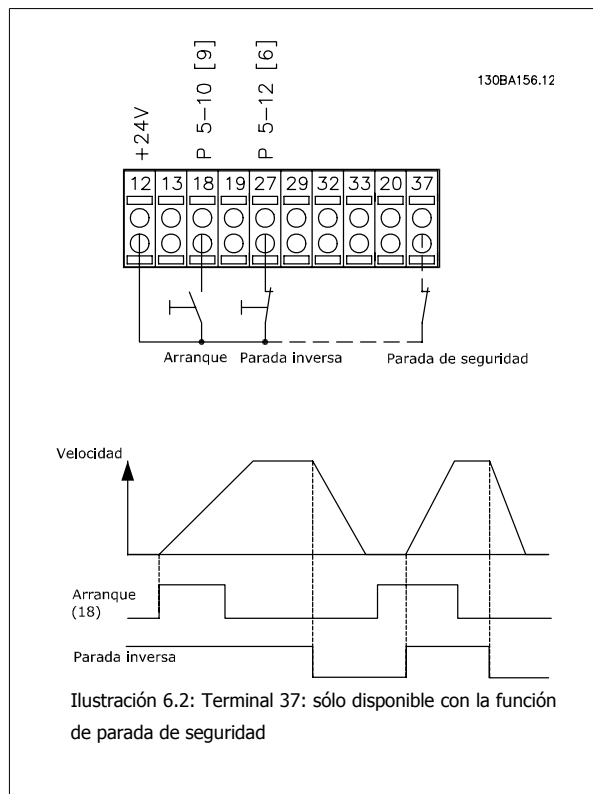 130BA156.12
+24V
P 5-10 [9]
P 5-12 [6]
12 13 18 19 27 29 32 33 20 37
Arranque Parada inversa Parada de seguridad
Velocidad
Arranque
(18)
Parada inversa
Ilustración 6.2: Terminal 37: sólo disponible con la función
de parada de seguridad